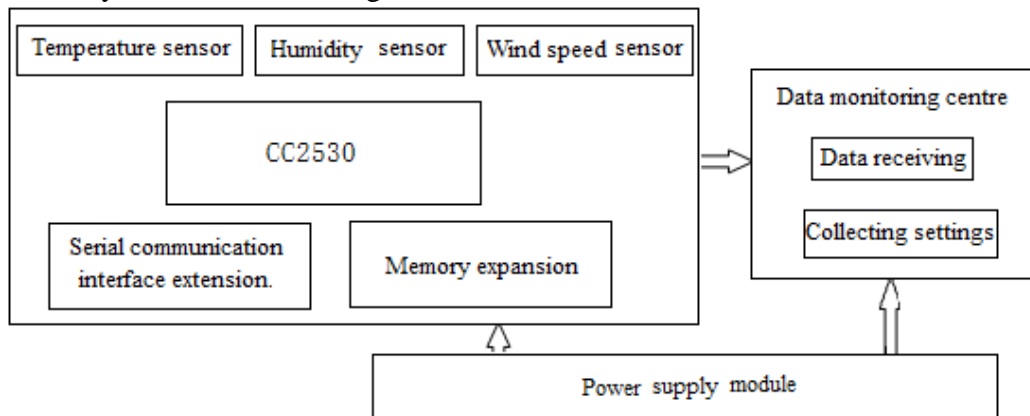 Temperature sensor
Humidity sensor
Wind speed sensor
CC2530
Serial communication
interface extension.
Memory expansion
Data monitoring centre
Data receiving
Collecting settings
Power supply module